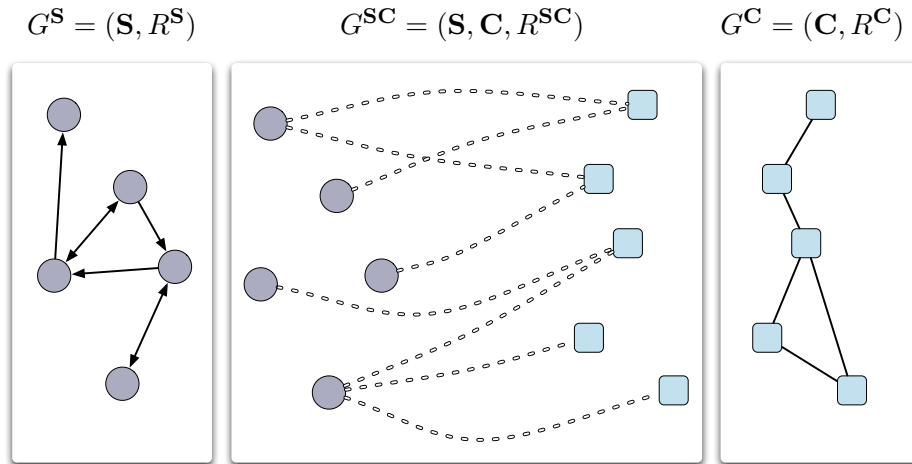 G^S = (S, R^S)
G^SC = (S, C, R^SC)
G^C = (C, R^C)